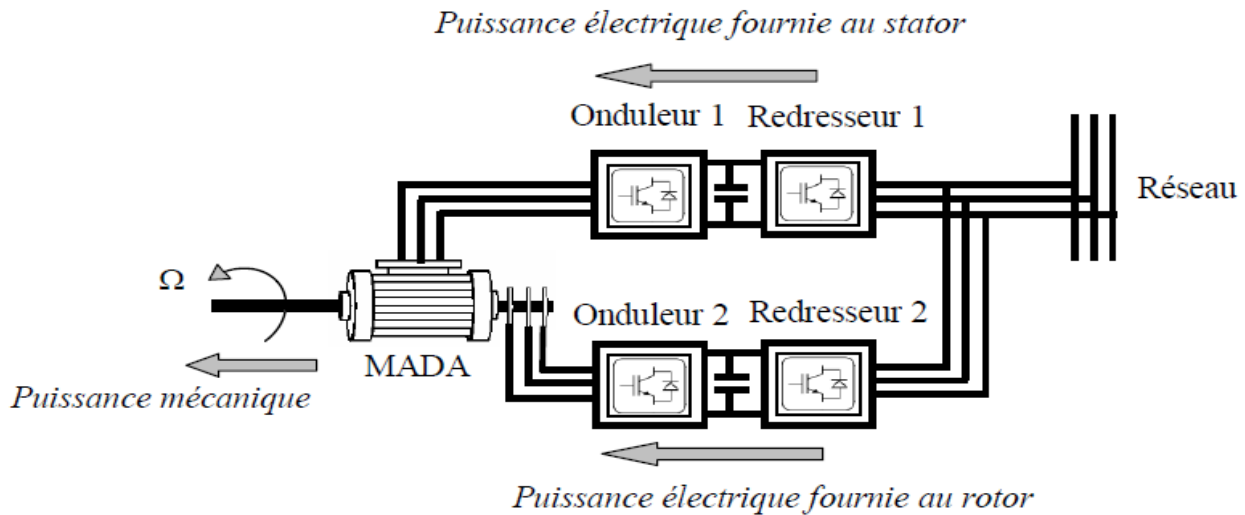 Puissance électrique fournie au stator
Onduleur 1 Redresseur 1
Réseau
Ω
Onduleur 2 Redresseur 2
MADA
Puissance mécanique
Puissance électrique fournie au rotor